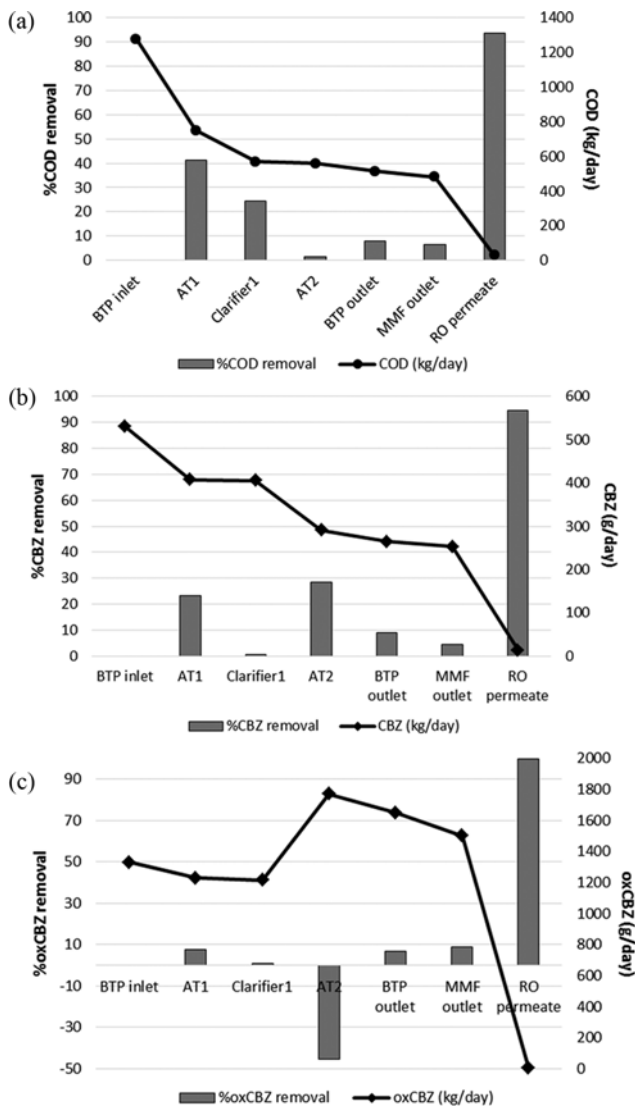 (a)
100
90
80
70
60
50
40
30
20
10
0
%COD removal
1400
1200
1000
800
600
400
200
0
COD (kg/day)
BTP inlet
AT1
Clarifier1
AT2
BTP outlet
MMF outlet
RO permeate
%COD removal
COD (kg/day)
(b)
100
90
80
70
60
50
40
30
20
10
0
%CBZ removal
600
500
400
300
200
100
0
CBZ (g/day)
BTP inlet
AT1
Clarifier1
AT2
BTP
outlet
MMF
outlet
RO
permeate
%CBZ removal
CBZ (kg/day)
(c)
90
70
50
30
10
-10
-30
-50
%oxCBZ removal
2000
1800
1600
1400
1200
1000
800
600
400
200
0
oxCBZ (g/day)
BTP inlet
AT1
Clarifier1
AT2
BTP
outlet
MMF
outlet
RO
permeate
%oxCBZ removal
oxCBZ (kg/day)